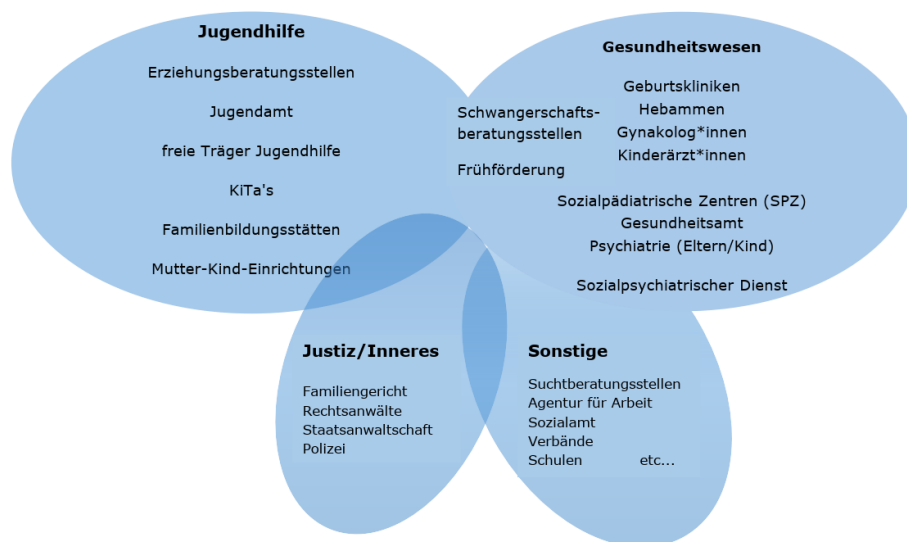 Jugendhilfe
Erziehungsberatungsstellen
Jugendamt
freie Träger Jugendhilfe
KiTa's
Familienbildungsstätten
Mutter-Kind-Einrichtungen
Schwangerschafts-
beratungsstellen
Frühförderung
Gesundheitswesen
Geburtskliniken
Hebammen
Gynakolog*innen
Kinderärzt*innen
Sozialpädiatrische Zentren (SPZ)
Gesundheitsamt
Psychiatrie (Eltern/Kind)
Sozialpsychiatrischer Dienst
Justiz/Inneres
Familiengericht
Rechtsanwälte
Staatsanwaltschaft
Polizei
Sonstige
Suchtberatungsstellen
Agentur für Arbeit
Sozialamt
Verbände
Schulen etc...